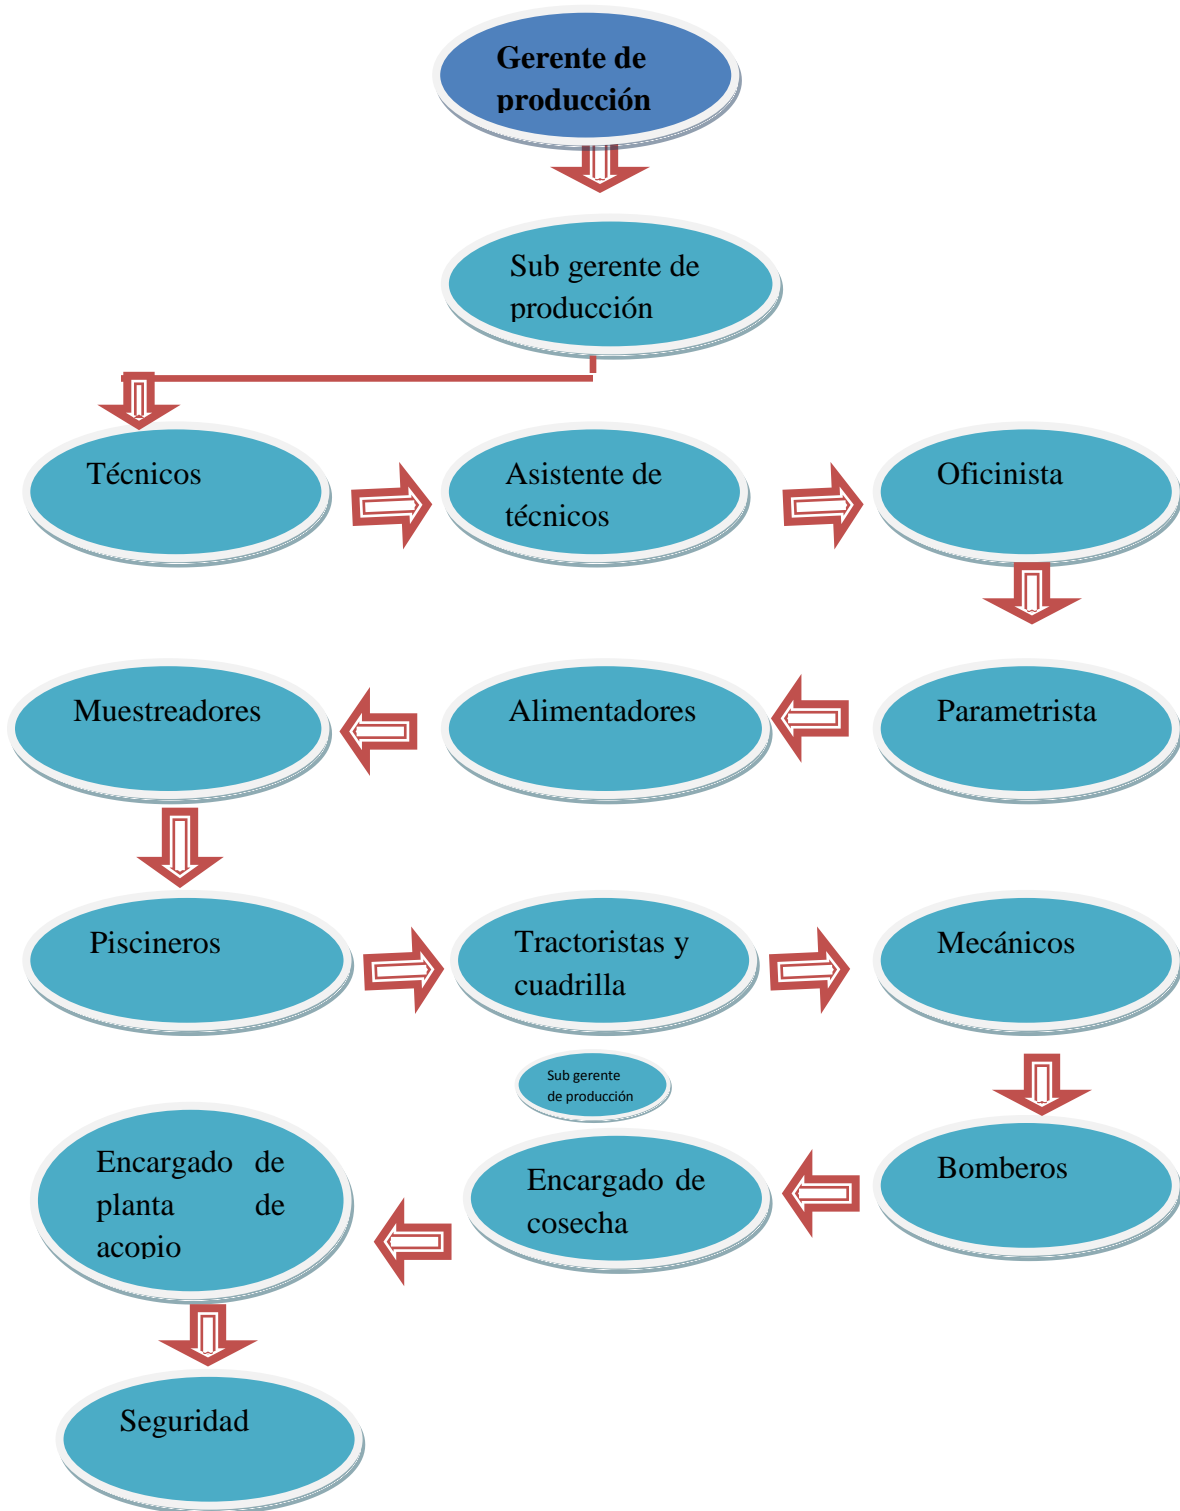 Gerente de
producción
Sub gerente de
producción
Técnicos
Asistente de
técnicos
Oficinista
Muestreadores
Alimentadores
Parametrista
Piscineros
Tractoristas y
cuadrilla
Mecánicos
Sub gerente
de producción
Encargado de
planta de
acopio
Encargado de
cosecha
Bomberos
Seguridad